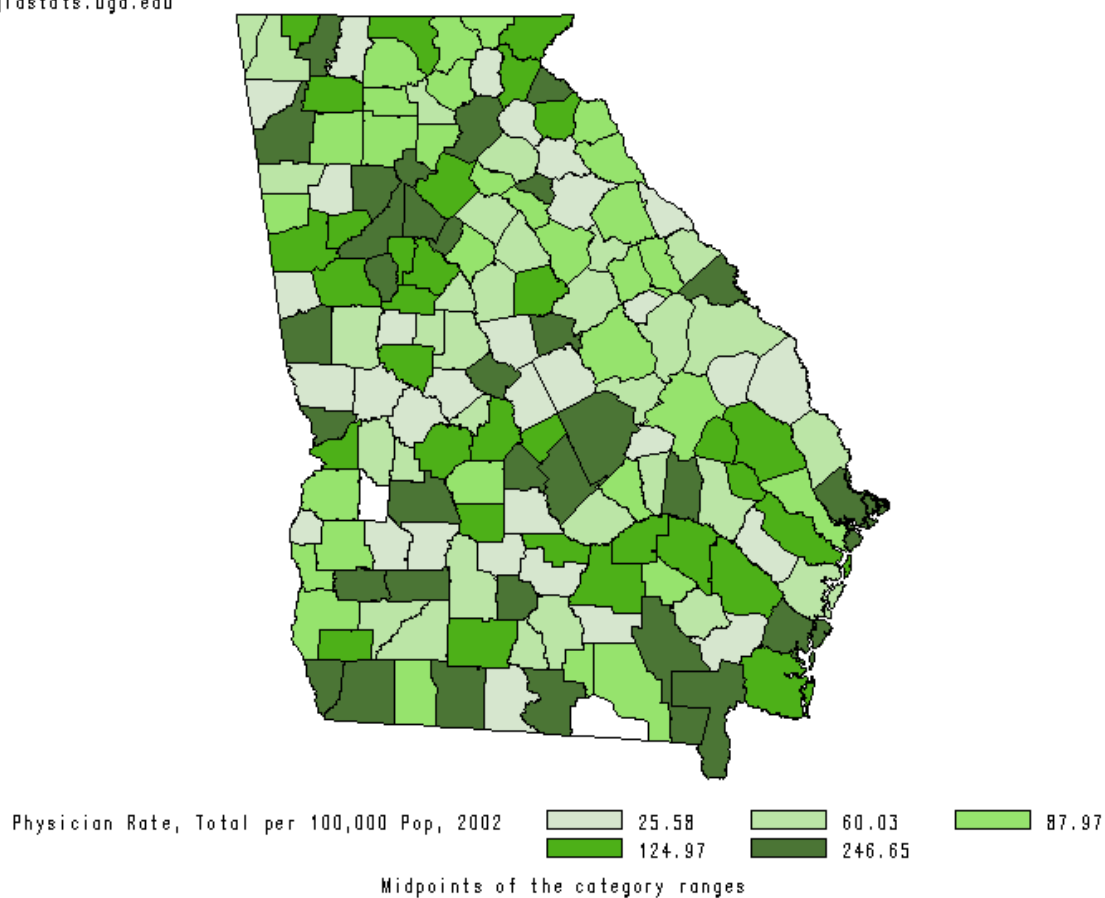 Physician Rate, Total per 100,000 Pop, 2002 25.58 60.03 87.97
124.97 246.65
Midpoints of the category ranges